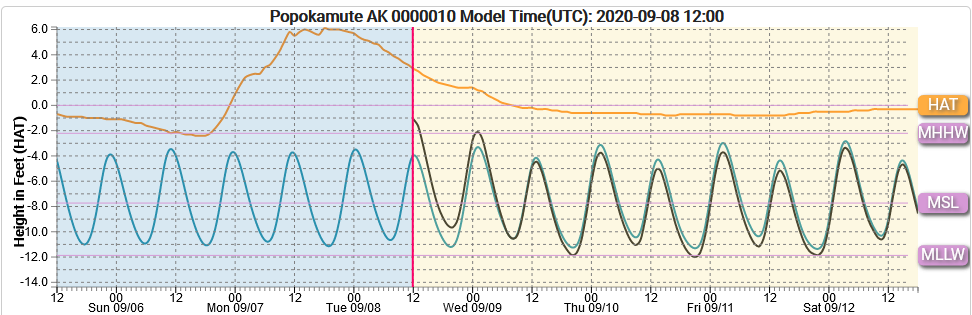 Popokamute AK 0000010 Model Time(UTC): 2020-09-08 12:00
Height in Feet (HAT)
6.0
4.0
2.0
0.0
-2.0
-4.0
-6.0
-8.0
-10.0
-12.0
-14.0
HAT
MHHW
MSL
MLLW
12 00 12 00 12 00 12 00 12 00 12 00 12 00 12
Sun 09/06 Mon 09/07 Tue 09/08 Wed 09/09 Thu 09/10 Fri 09/11 Sat 09/12